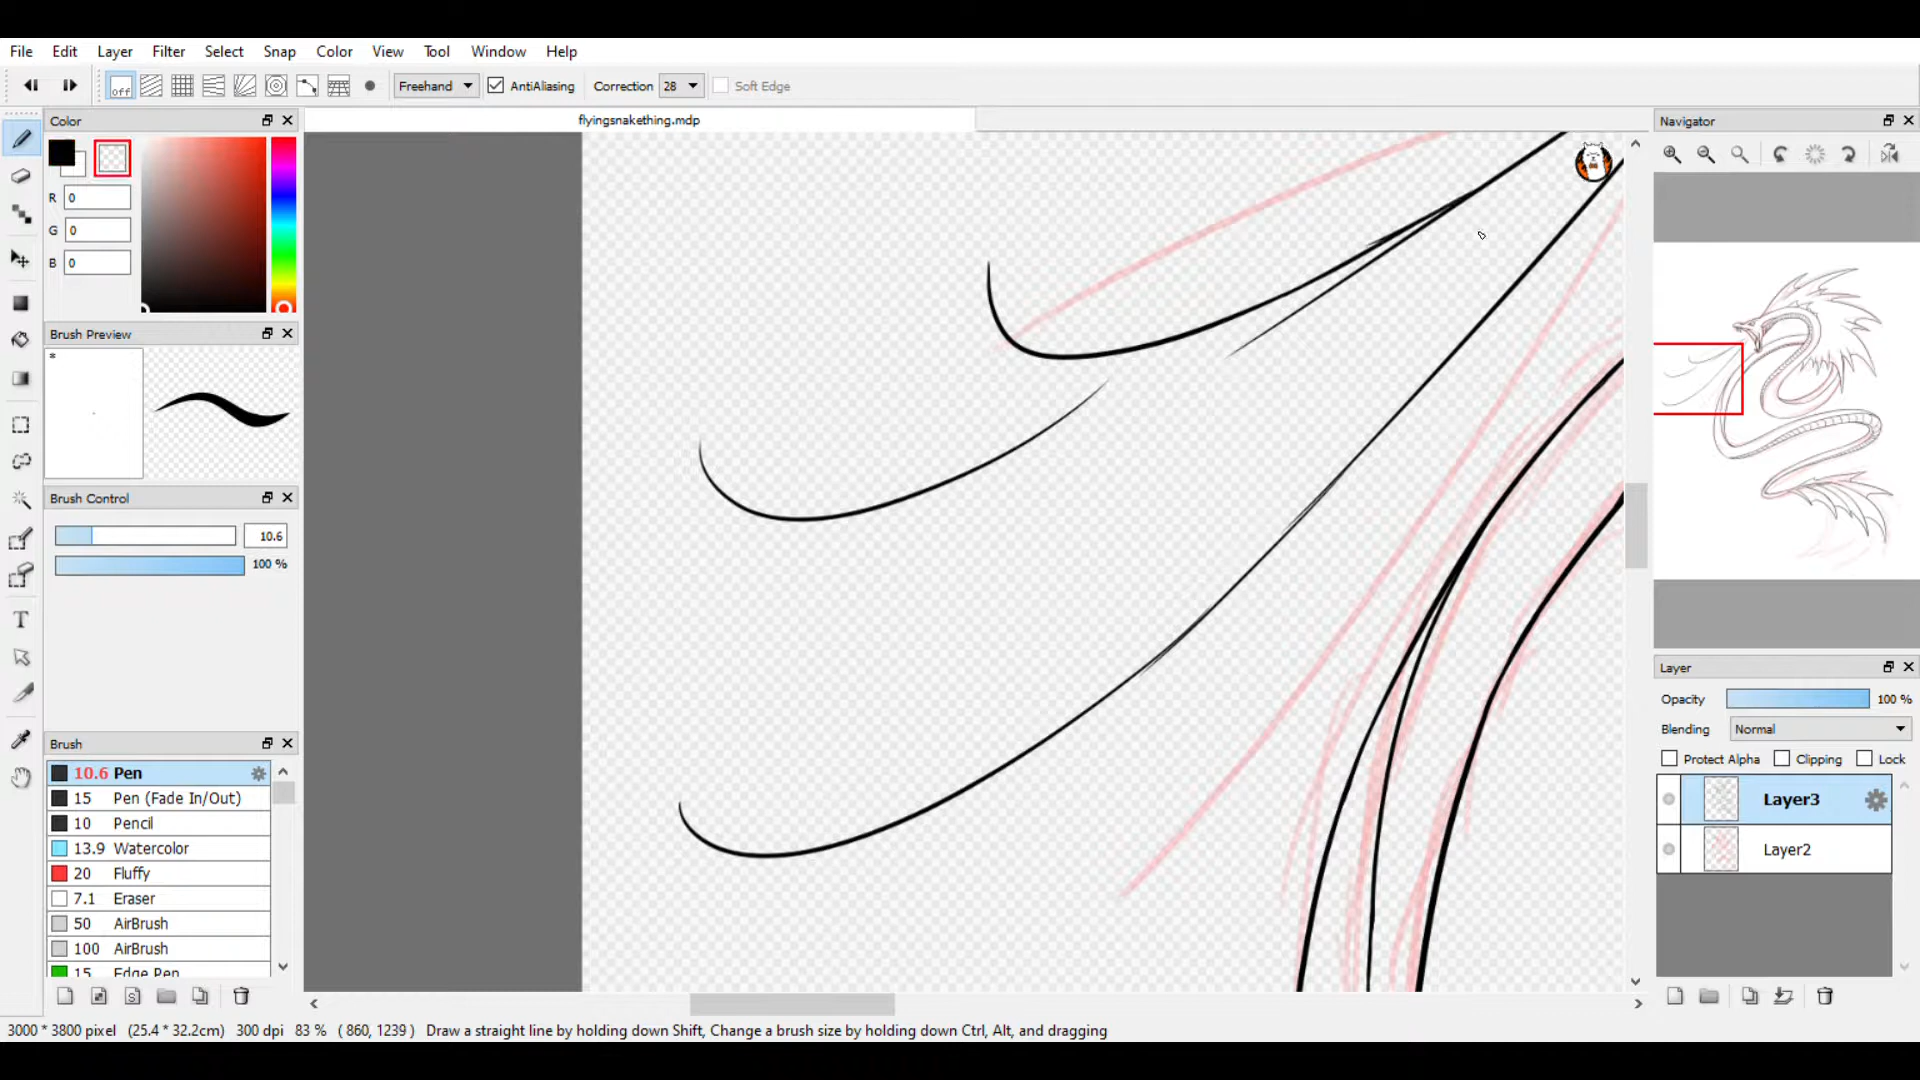 File Edit Layer Filter Select Snap Color View Tool Window Help
off Freehand AntiAliasing Correction 28 Soft Edge
Color
flyingsnakething.mdp
Navigator
R 0
G 0
B 0
Brush Preview
*
Brush Control
10.6
100 %
T
Brush
10.6 Pen
15 Pen (Fade In/Out)
10 Pencil
13.9 Watercolor
20 Fluffy
7.1 Eraser
50 AirBrush
100 AirBrush
15 Edge Pen
S
Layer
Opacity 100 %
Blending Normal
Protect Alpha Clipping Lock
Layer3
Layer2
3000 * 3800 pixel (25.4 * 32.2cm) 300 dpi 83 % ( 860, 1239 ) Draw a straight line by holding down Shift, Change a brush size by holding down Ctrl, Alt, and dragging